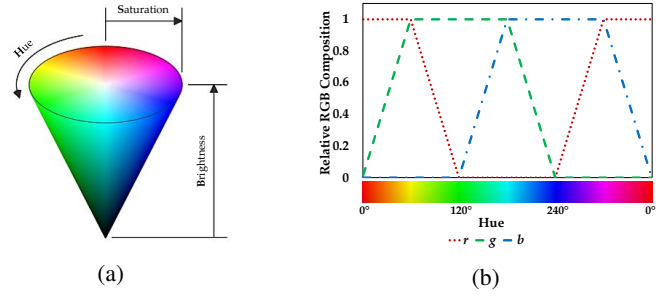 Saturation
Hue
Brightness
(a)
Relative RGB Composition
1
0.8
0.6
0.4
0.2
0
0° 120° 240° 0°
Hue
r g b
(b)